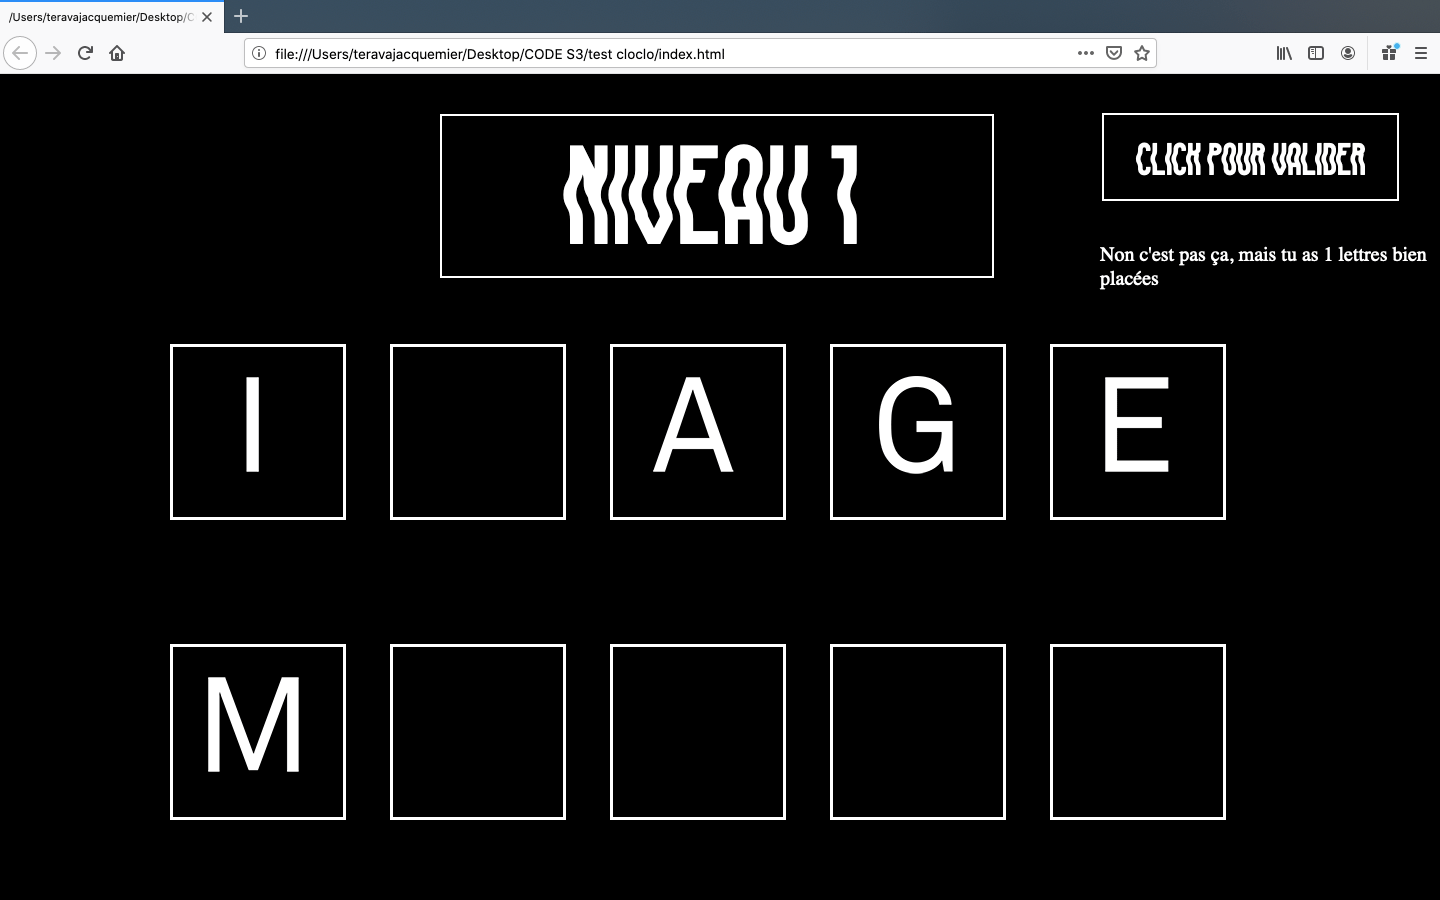 /Users/teravajacquemier/Desktop/C
file:///Users/teravajacquemier/Desktop/CODE S3/test cloclo/index.html
NIVEAU 1
CLICK POUR VALIDER
Non c'est pas ça, mais tu as 1 lettres bien
placées
I A G E
M